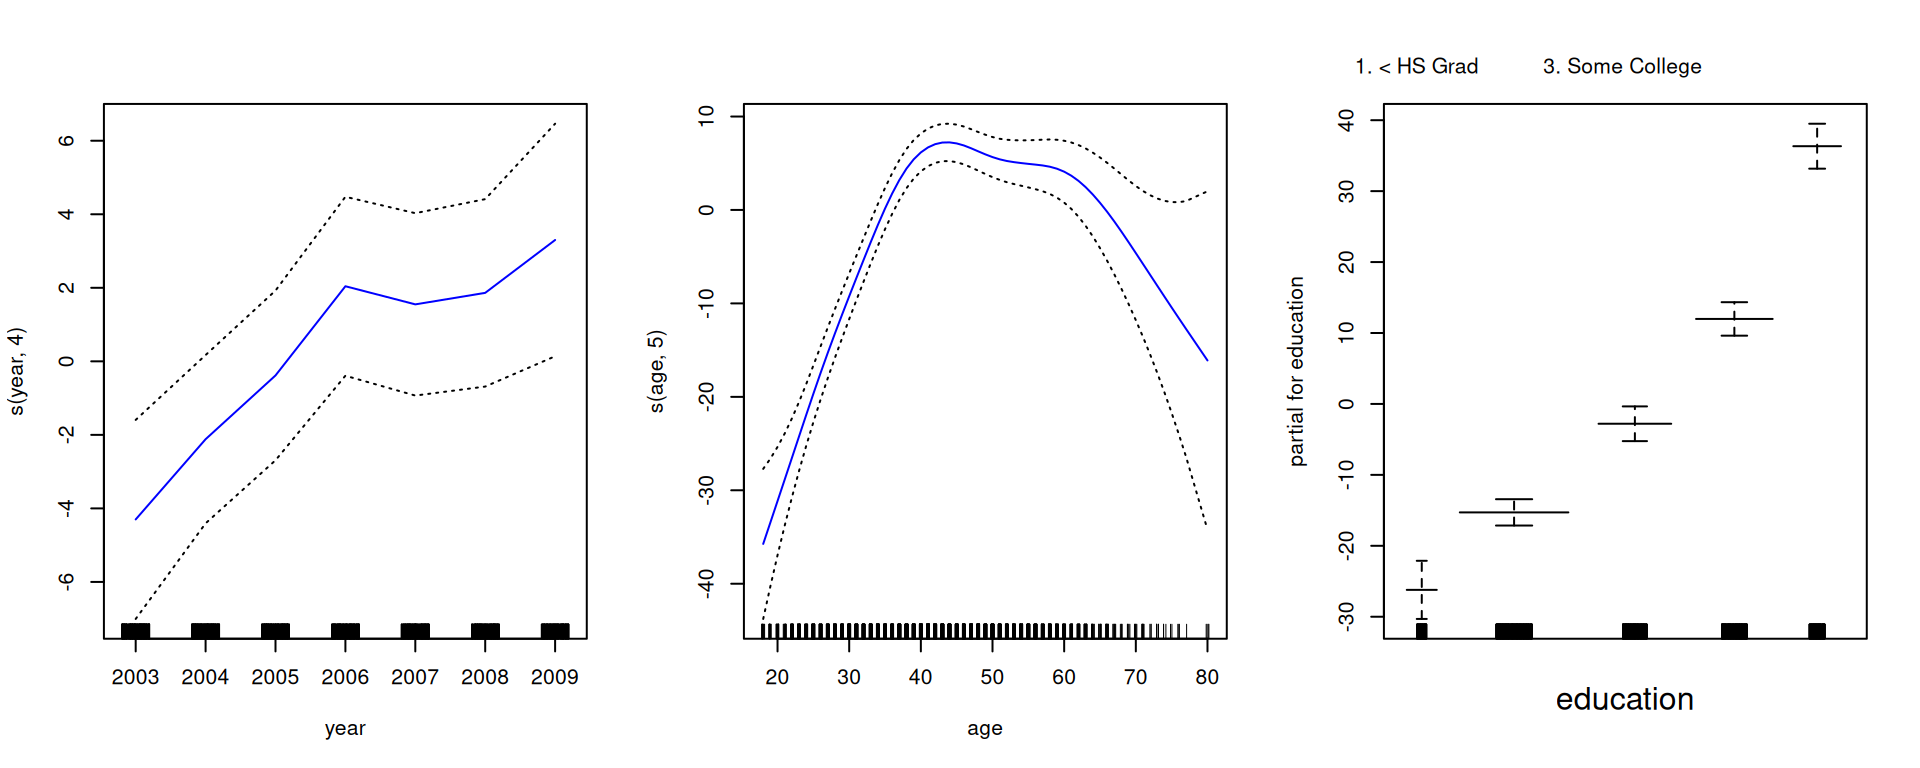 s(year, 4)
6
4
2
0
-2
-4
-6
2003 2004 2005 2006 2007 2008 2009
year
s(age, 5)
10
0
-10
-20
-30
-40
20 30 40 50 60 70 80
age
1. < HS Grad 3. Some College
partial for education
40
30
20
10
0
-10
-20
-30
education